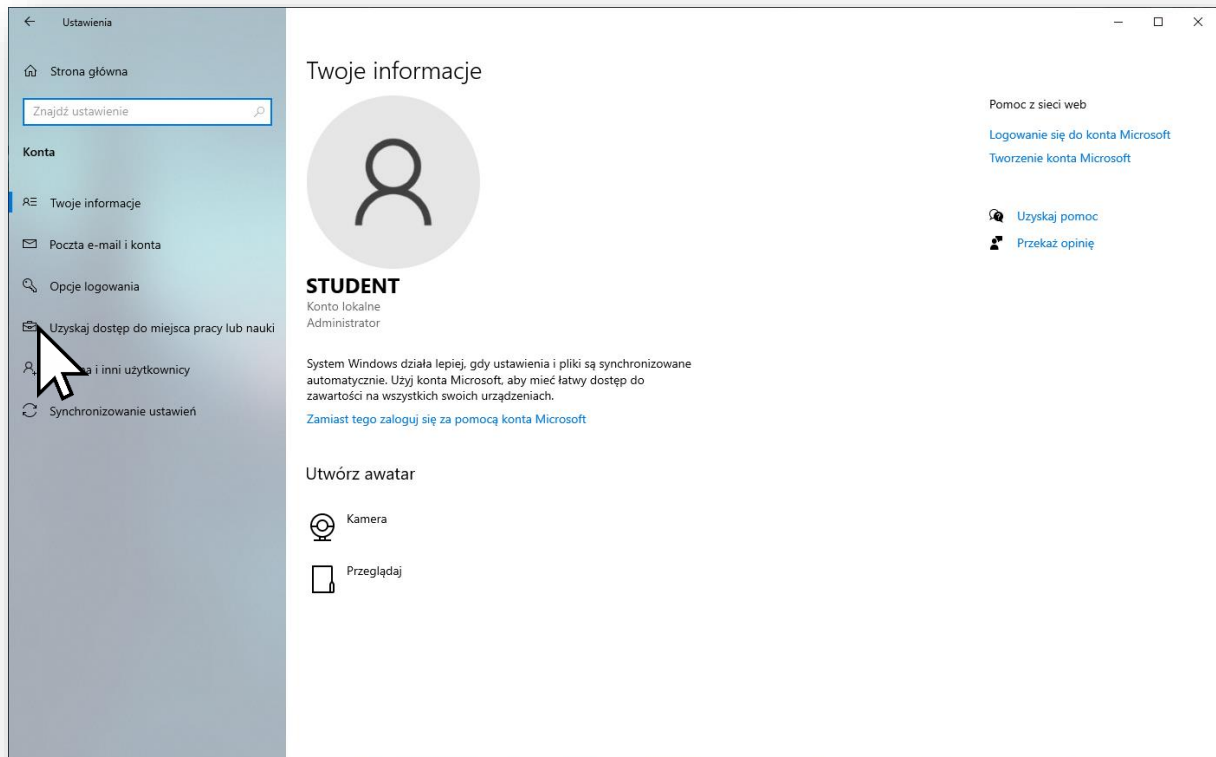 Ustawienia
Strona główna
Znajdź ustawienie
Konta
Twoje informacje
Poczta e-mail i konta
Opcje logowania
Uzyskaj dostęp do miejsca pracy lub nauki
i inni użytkownicy
Synchronizowanie ustawień
Twoje informacje
STUDENT
Konto lokalne
Administrator
System Windows działa lepiej, gdy ustawienia i pliki są synchronizowane
automatycznie. Użyj konta Microsoft, aby mieć łatwy dostęp do
zawartości na wszystkich swoich urządzeniach.
Zamiast tego zaloguj się za pomocą konta Microsoft
Utwórz awatar
Kamera
Przeglądaj
Pomoc z sieci web
Logowanie się do konta Microsoft
Tworzenie konta Microsoft
Uzyskaj pomoc
Przekaż opinię